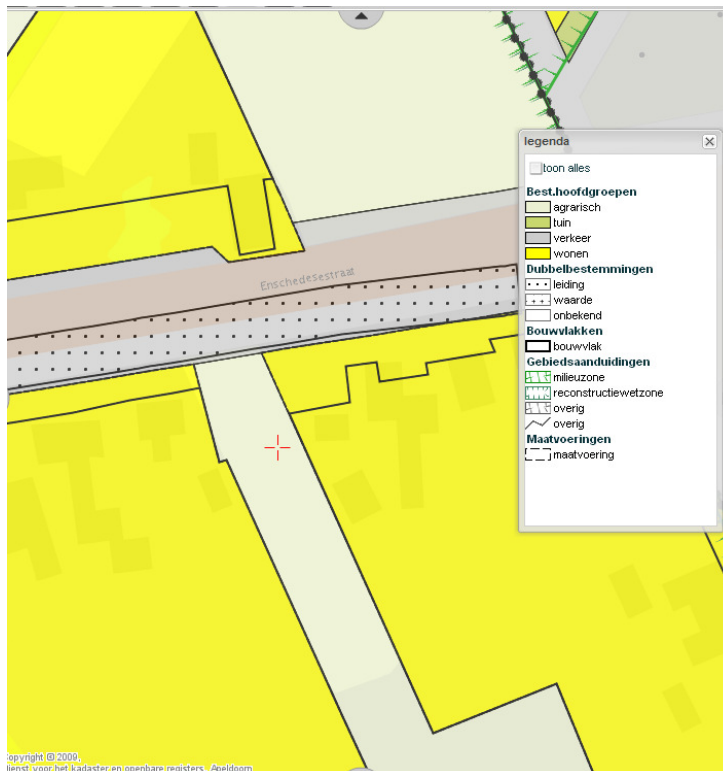 legenda
toon alles
Best.hoofdgroepen
agrarisch
tuin
verkeer
wonen
Dubbelbestemmingen
leiding
waarde
onbekend
Bouwvlakken
bouwvlak
Gebiedsaanduidingen
milieuzone
reconstructiewetzone
overig
overig
Maatvoeringen
maatvoering
Enschedesestraat
Copyright © 2009,
Dienst voor het kadaster en openbare registers, Apeldoorn